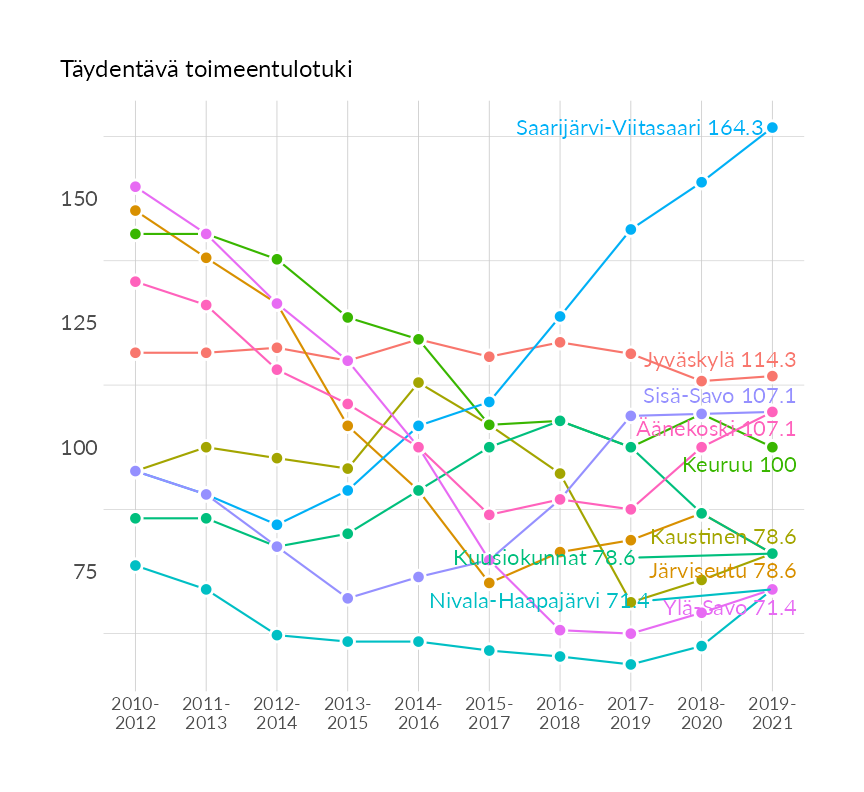 Täydentävä toimeentulotuki
Saarijärvi-Viitasaari 164.3
150
125
Jyväskylä 114.3
Sisä-Savo 107.1
Äänekoski 107.1
100
Keuruu 100
Kaustinen 78.6
Kuusiokunnat 78.6
75
Järviseutu 78.6
Nivala-Haapajärvi 71.4
Ylä-Savo 71.4
2010- 2011- 2012- 2013- 2014- 2015- 2016- 2017- 2018- 2019-
2012 2013 2014 2015 2016 2017 2018 2019 2020 2021